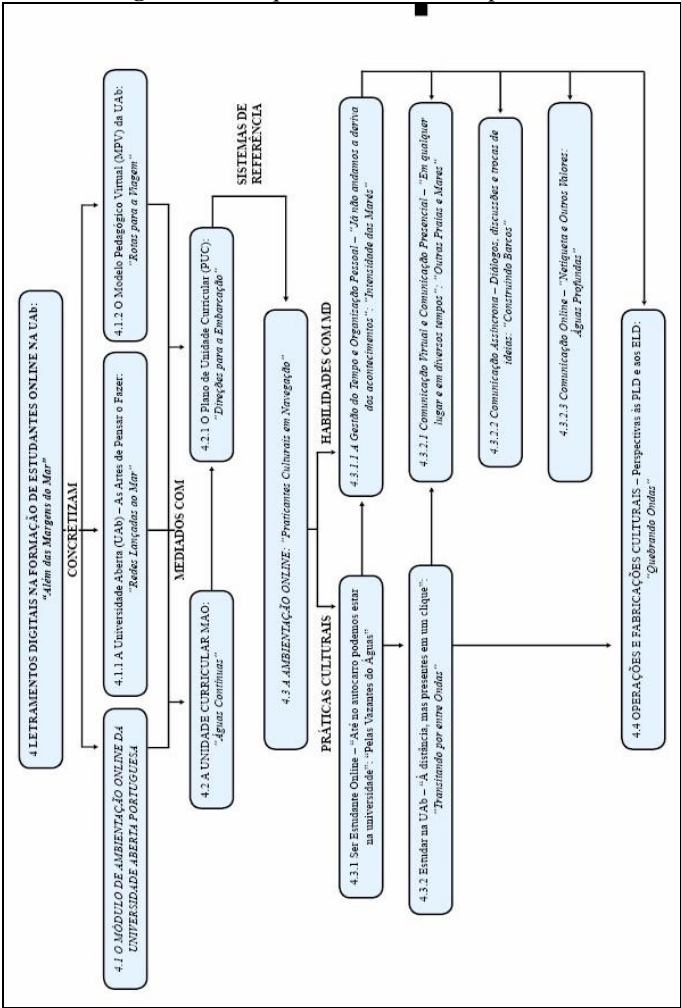 4 LETRAMENTOS DIGITAIS NA FORMAÇÃO DE ESTUDANTES ONLINE NA UAb:
"Além das Margens do Mar"
CONCRETIZAM
4.1 O MÓDULO DE AMBIENTAÇÃO ONLINE DA
UNIVERSIDADE ABERTA PORTUGUESA
4.1.1 A Universidade Aberta (UAb) – As Artes de Pensar o Fazer:
"Redes Lançadas ao Mar"
4.1.2 O Modelo Pedagógico Virtual (MPV) da UAb:
"Rotas para a Viagem"
MEDIADOS COM
4.2 A UNIDADE CURRICULAR MAO:
"Águas Contínuas"
4.2.1 O Plano de Unidade Curricular (PUC):
"Direções para a Embarcação"
SISTEMAS DE
REFERÊNCIA
4.3 A AMBIENTAÇÃO ONLINE: "Praticantes Culturais em Navegação"
PRÁTICAS CULTURAIS
HABILIDADES COM MD
4.3.1 Ser Estudante Online – "Até no autocarro podemos estar
na universidade": "Pelas Vazantes do Águas"
4.3.1.1 A Gestão do Tempo e Organização Pessoal – "Já não andamos a deriva
dos acontecimentos": "Intensidade das Marés"
4.3.2 Estudar na UAb – "À distância, mas presentes em um clique":
"Transitando por entre Ondas"
4.3.2.1 Comunicação Virtual e Comunicação Presencial – "Em qualquer
lugar e em diversos tempos": "Outras Praias e Mares"
4.3.2.2 Comunicação Assíncrona – Diálogos, discussões e trocas de
ideias: "Construindo Barcos"
4.3.2.3 Comunicação Online – "Netiqueta e Outros Valores:
Águas Profundas"
4.4 OPERAÇÕES E FABRICAÇÕES CULTURAIS – Perspectivas às PLD e aos ELD:
"Quebrando Ondas"